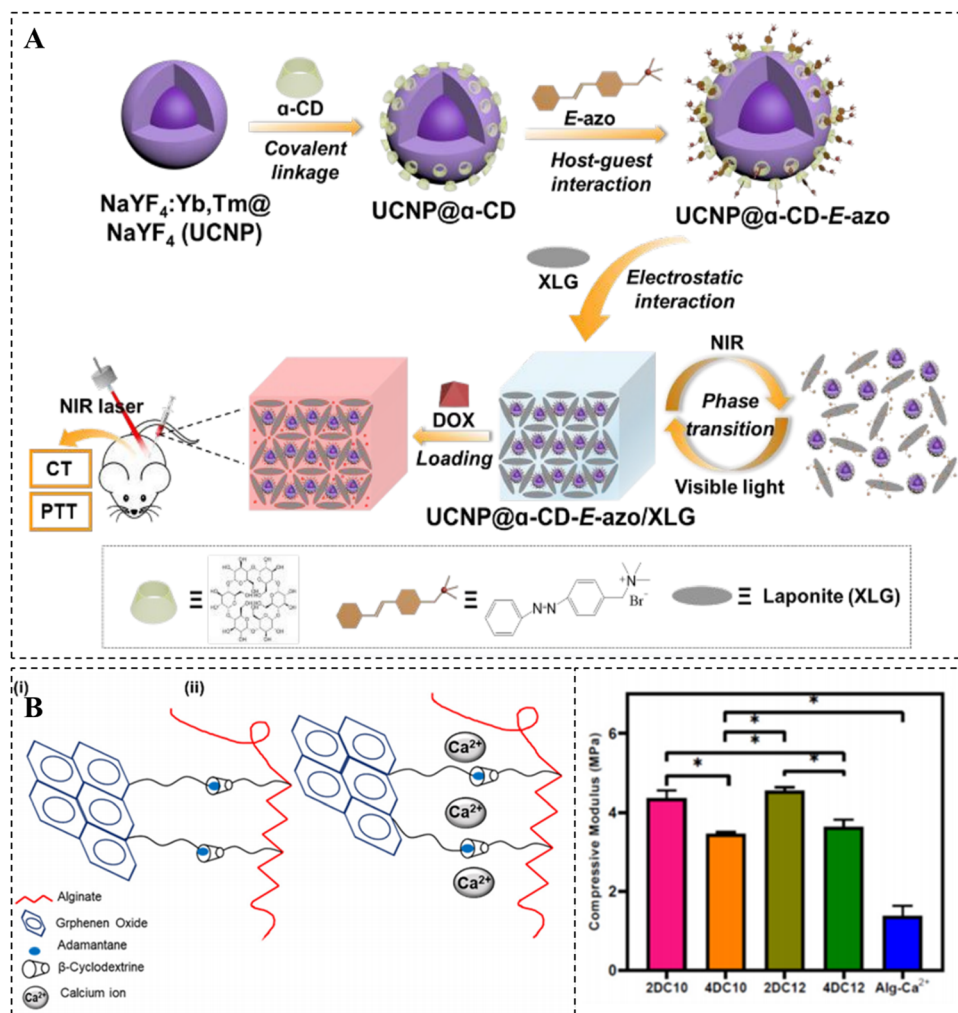 A
α-CD
Covalent
linkage
E-azo
Host-guest
interaction
NaYF4:Yb,Tm@
NaYF4 (UCNP)
UCNP@α-CD
UCNP@α-CD-E-azo
XLG
Electrostatic
interaction
NIR laser
CT
PTT
DOX
Loading
NIR
Phase
transition
Visible light
UCNP@α-CD-E-azo/XLG
N=N
N+
Br-
Laponite (XLG)
(i)
(ii)
B
Ca2+
Ca2+
Ca2+
Alginate
Grphenen Oxide
Adamantane
β-Cyclodextrine
Ca2+
Calcium ion
Compressive Modulus (MPa)
6
4
2
0
*
*
*
*
*
2DC10
4DC10
2DC12
4DC12
Alg-Ca2+